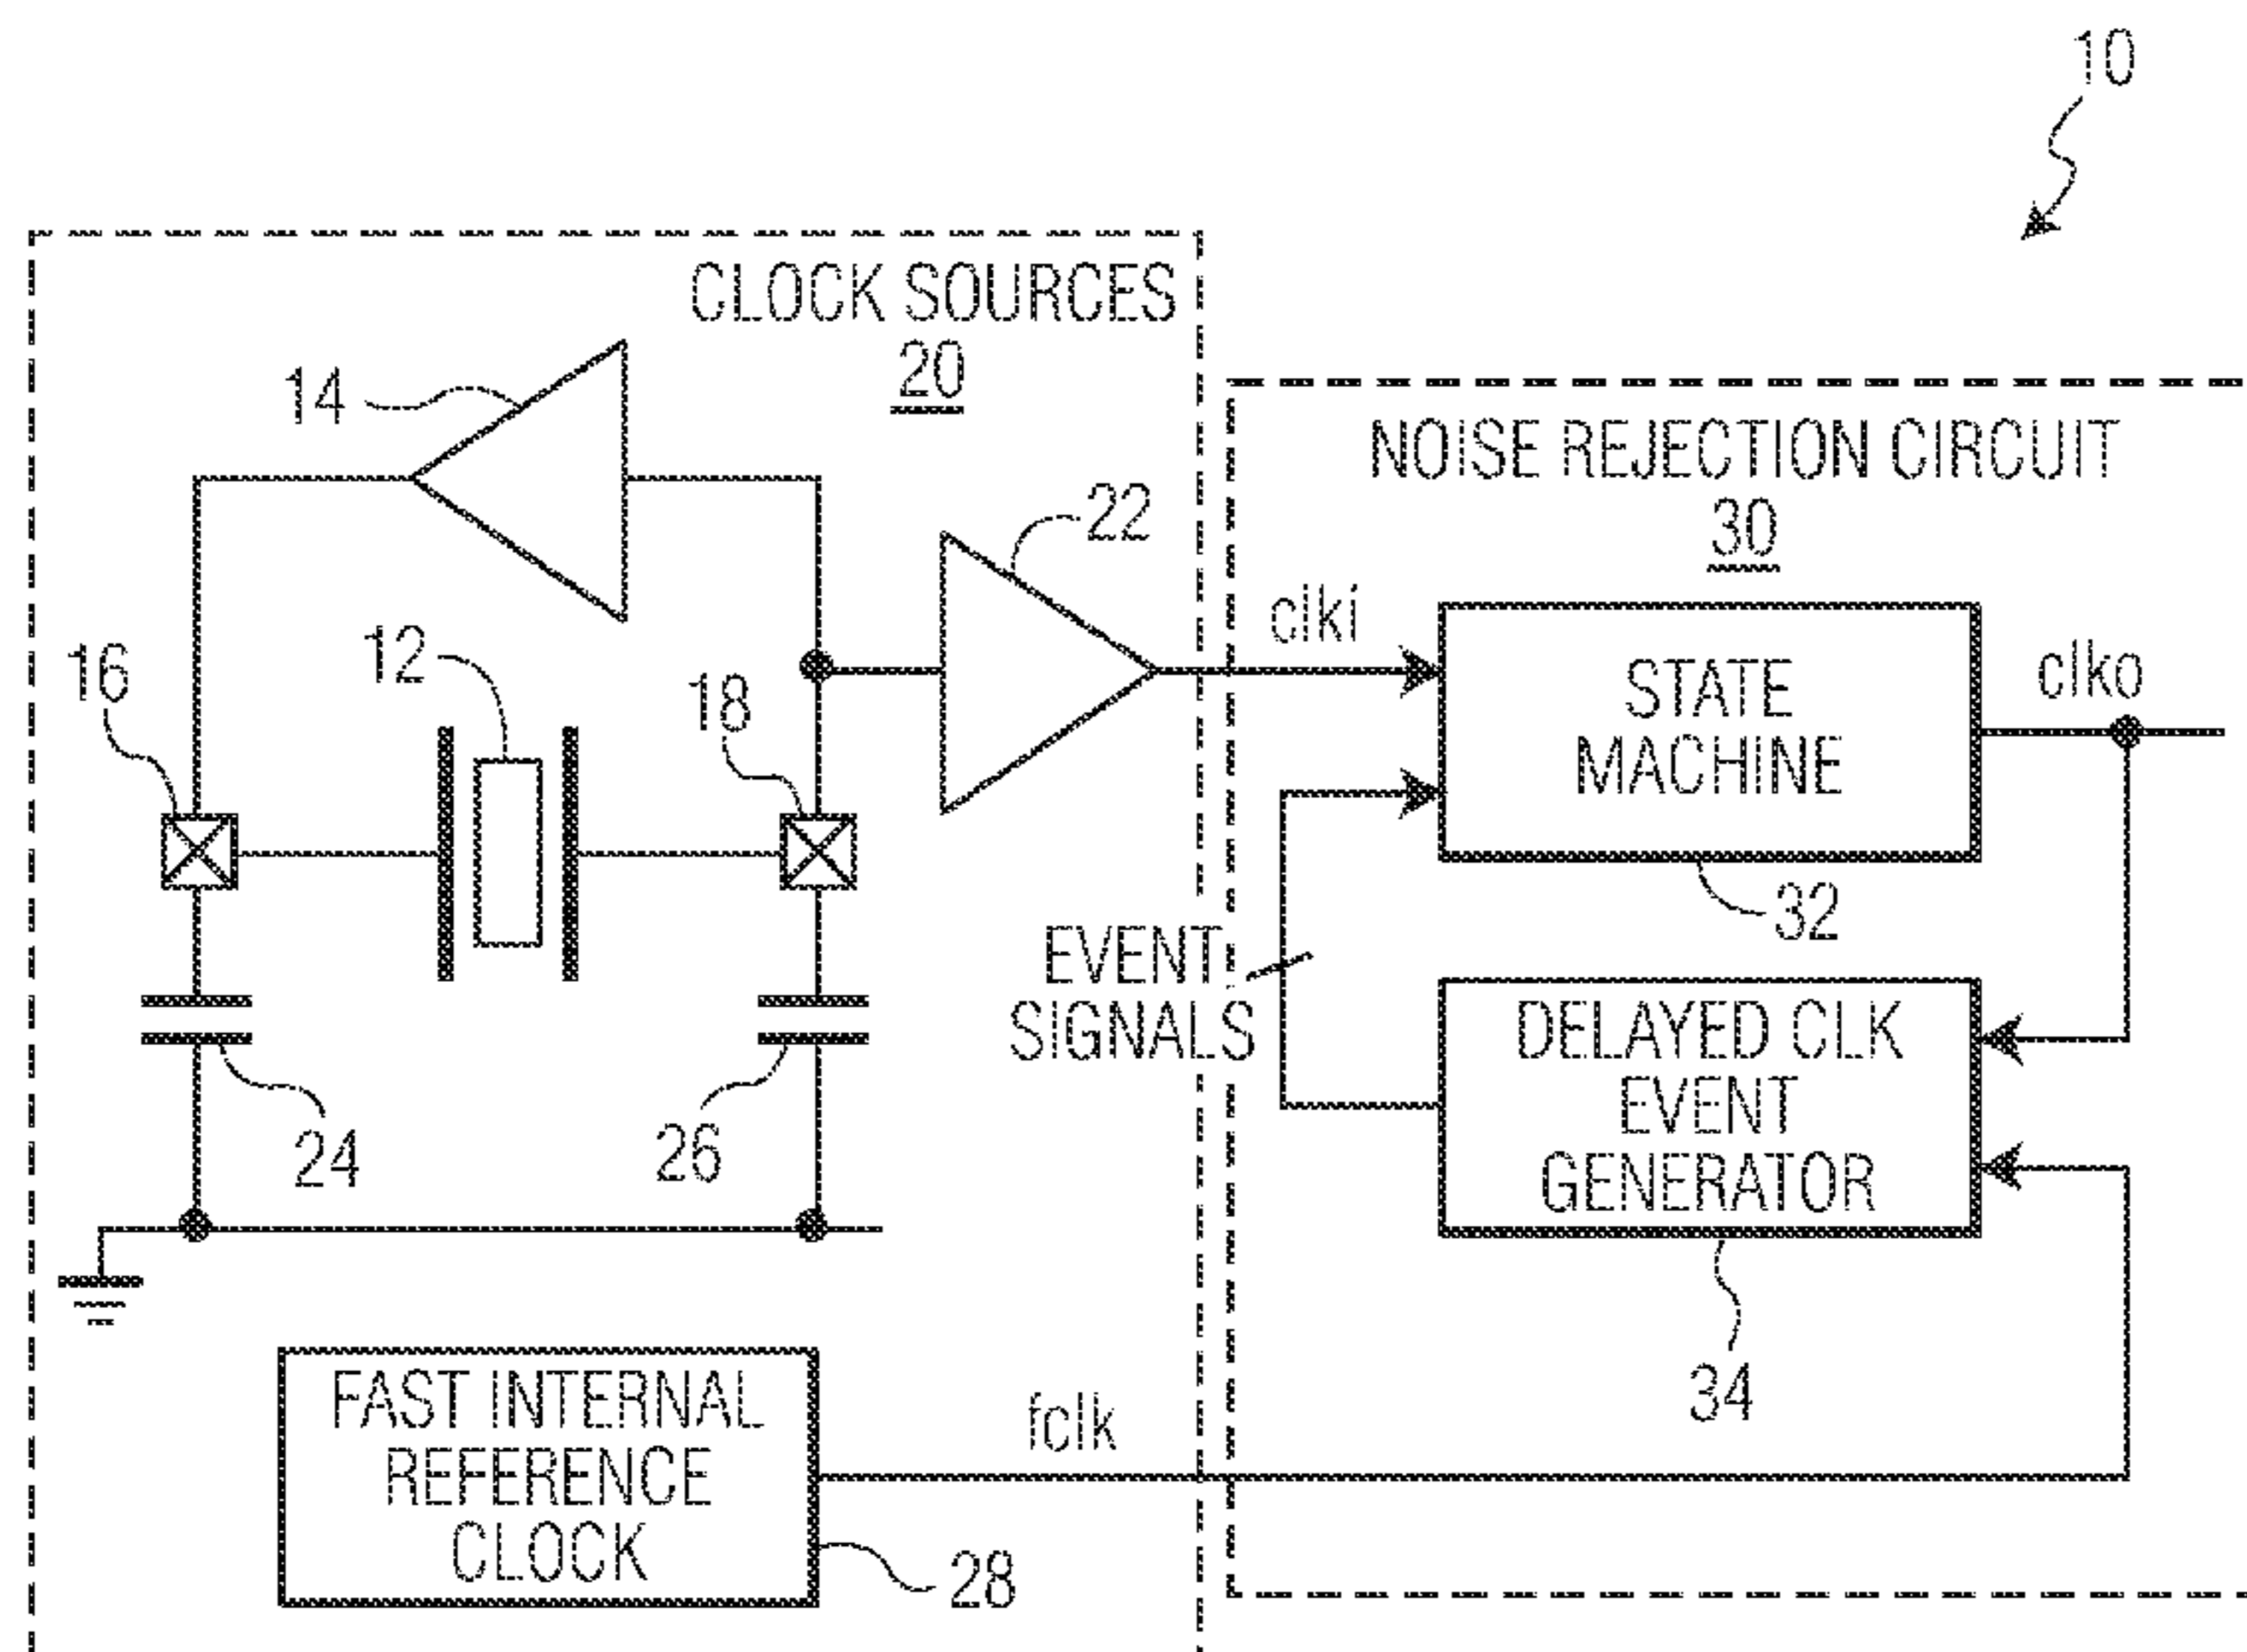 10
CLOCK SOURCES
20
14
NOISE REJECTION CIRCUIT
30
22
clki
16
12
18
STATE
MACHINE
clko
32
EVENT
SIGNALS
DELAYED CLK
EVENT
GENERATOR
24
26
34
FAST INTERNAL
REFERENCE
CLOCK
fclk
28